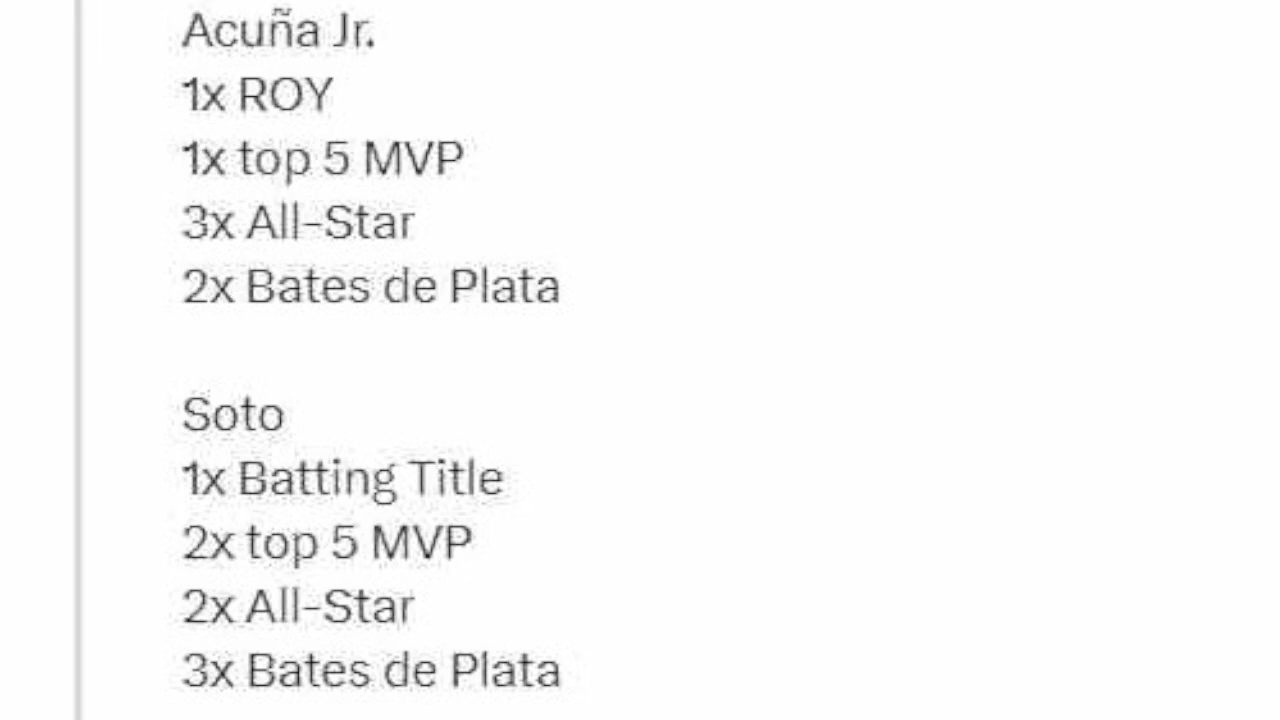 Acuña Jr.
1x ROY
1x top 5 MVP
3x All-Star
2x Bates de Plata
Soto
1x Batting Title
2x top 5 MVP
2x All-Star
3x Bates de Plata